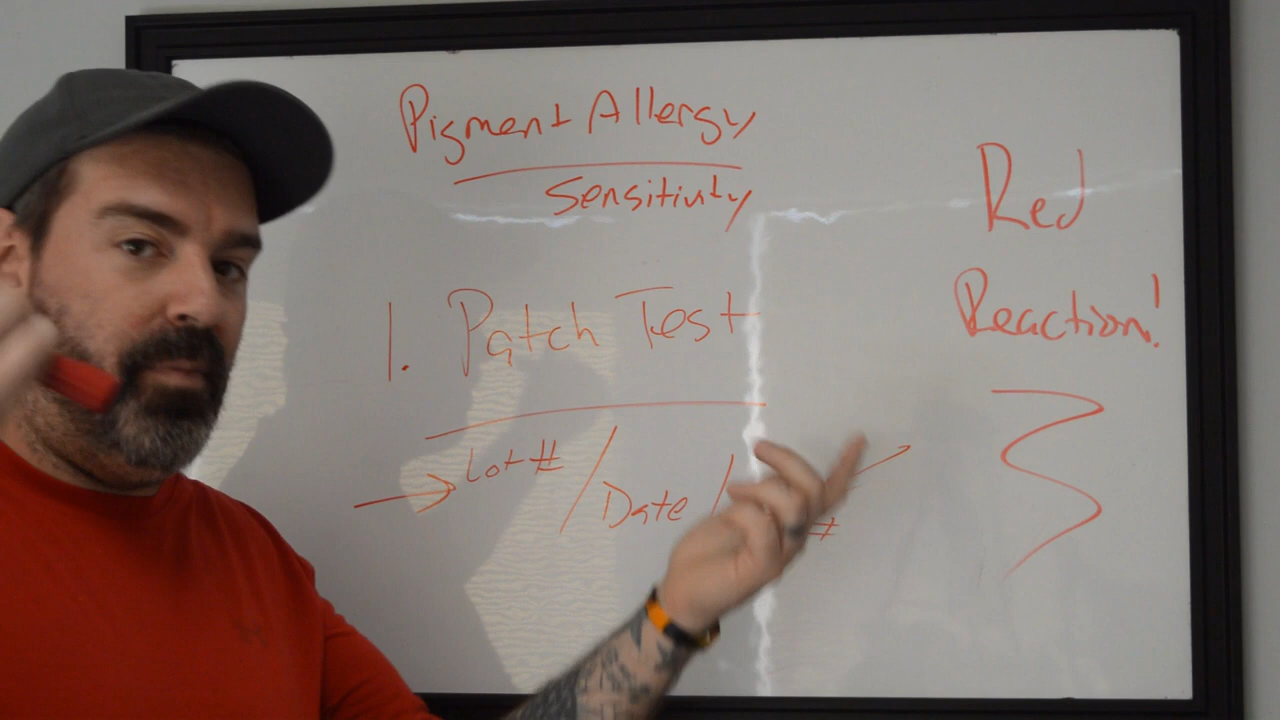 Pigment Allergy
Sensitivity
1. Patch Test
→ Lot # / Date / #
Red
Reaction!